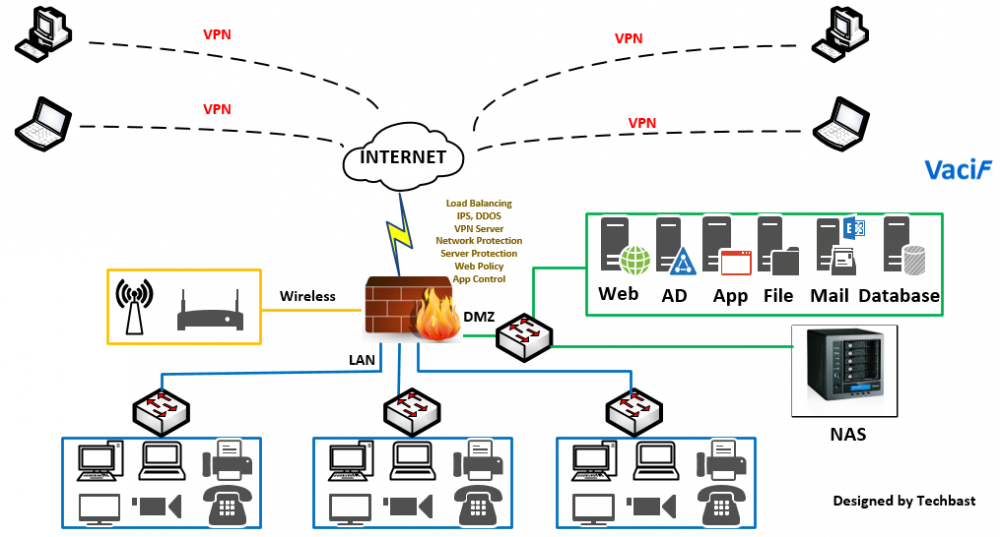 VPN
VPN
VPN
VPN
INTERNET
VaciF
Load Balancing
IPS, DDOS
VPN Server
Network Protection
Server Protection
Web Policy
App Control
Web
AD
App
File
Mail
Database
Wireless
DMZ
LAN
NAS
Designed by Techbast